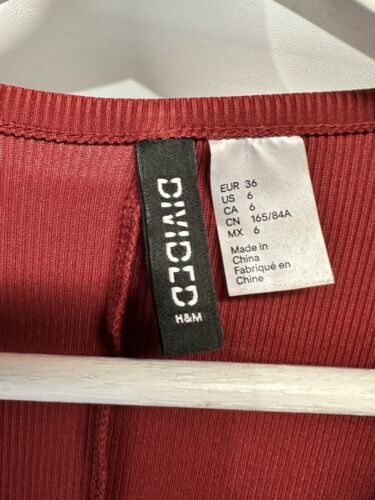 DIVIDED
H&M
EUR 36
US 6
CA 6
CN 165/84A
MX 6
Made in
China
Fabriqué en
Chine